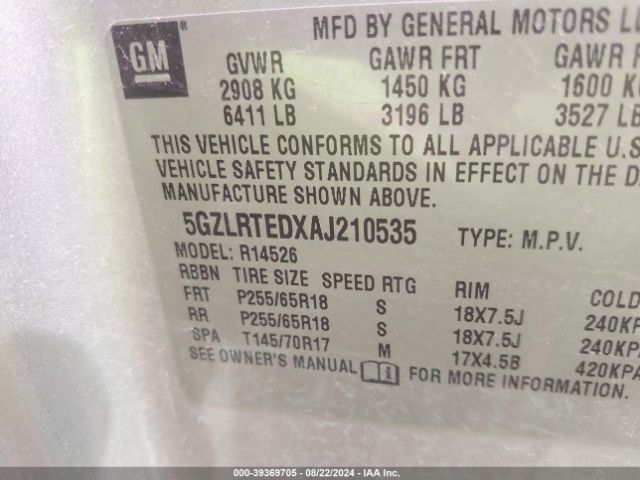 GM ®
MFD BY GENERAL MOTORS
GVWR GAWR FRT GAWR
2908 KG 1450 KG 1600
6411 LB 3196 LB 3527
THIS VEHICLE CONFORMS TO ALL APPLICABLE U.S
VEHICLE SAFETY STANDARDS IN EFFECT ON THE
MANUFACTURE SHOWN ABOVE.
5GZLRTEDXAJ210535 TYPE: M.P.V.
MODEL: R14526
RBBN TIRE SIZE SPEED RTG RIM COLD
FRT P255/65R18 S 18X7.5J 240KP
RR P255/65R18 S 18X7.5J 240KP
SPA T145/70R17 M 17X4.5B 420KPA
SEE OWNER'S MANUAL FOR MORE INFORMATION.
000-39369705 - 08/22/2024 - IAA Inc.